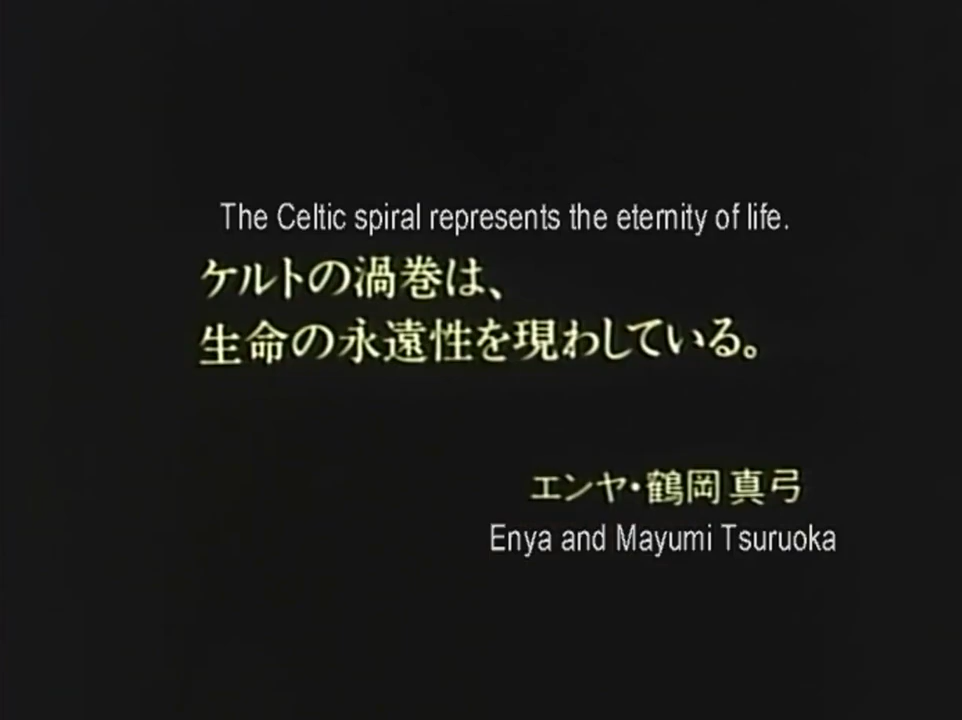 The Celtic spiral represents the eternity of life.
ケルトの渦巻は、
生命の永遠性を現わしている。
エンヤ・鶴岡真弓
Enya and Mayumi Tsuruoka